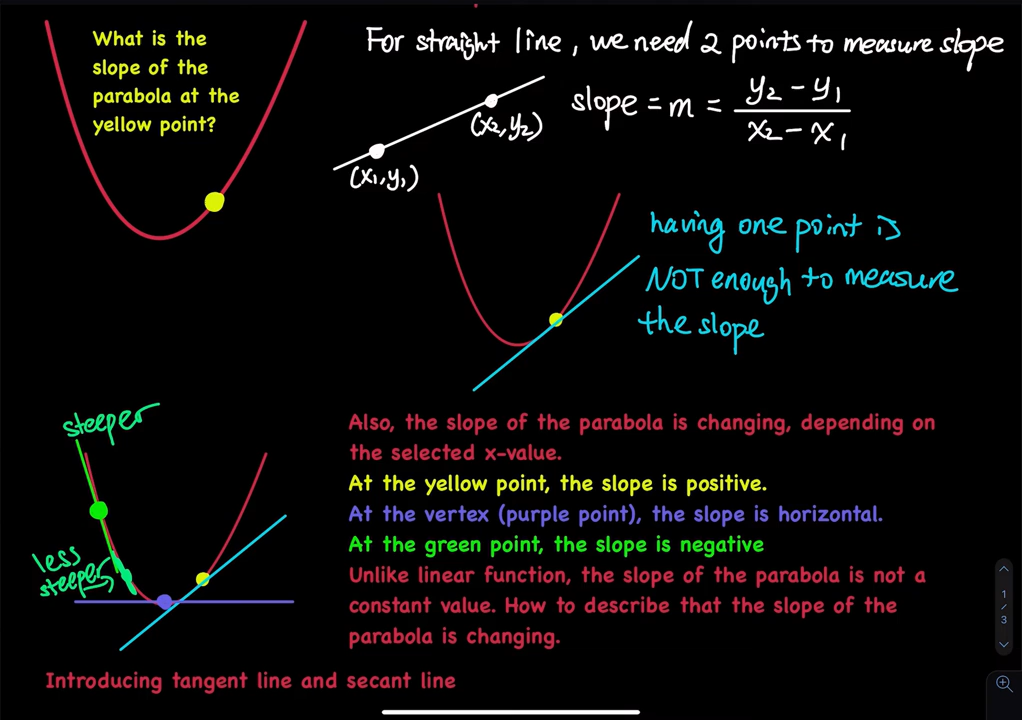 What is the
slope of the
parabola at the
yellow point?
For straight line, we need 2 points to measure slope
slope = m = \frac{y₂ - y₁}{x₂ - x₁}
(x₂, y₂)
(x₁, y₁)
having one point is
NOT enough to measure
the slope
steeper
less
steeper
Also, the slope of the parabola is changing, depending on
the selected x-value.
At the yellow point, the slope is positive.
At the vertex (purple point), the slope is horizontal.
At the green point, the slope is negative
Unlike linear function, the slope of the parabola is not a
constant value. How to describe that the slope of the
parabola is changing.
Introducing tangent line and secant line
1
/
3